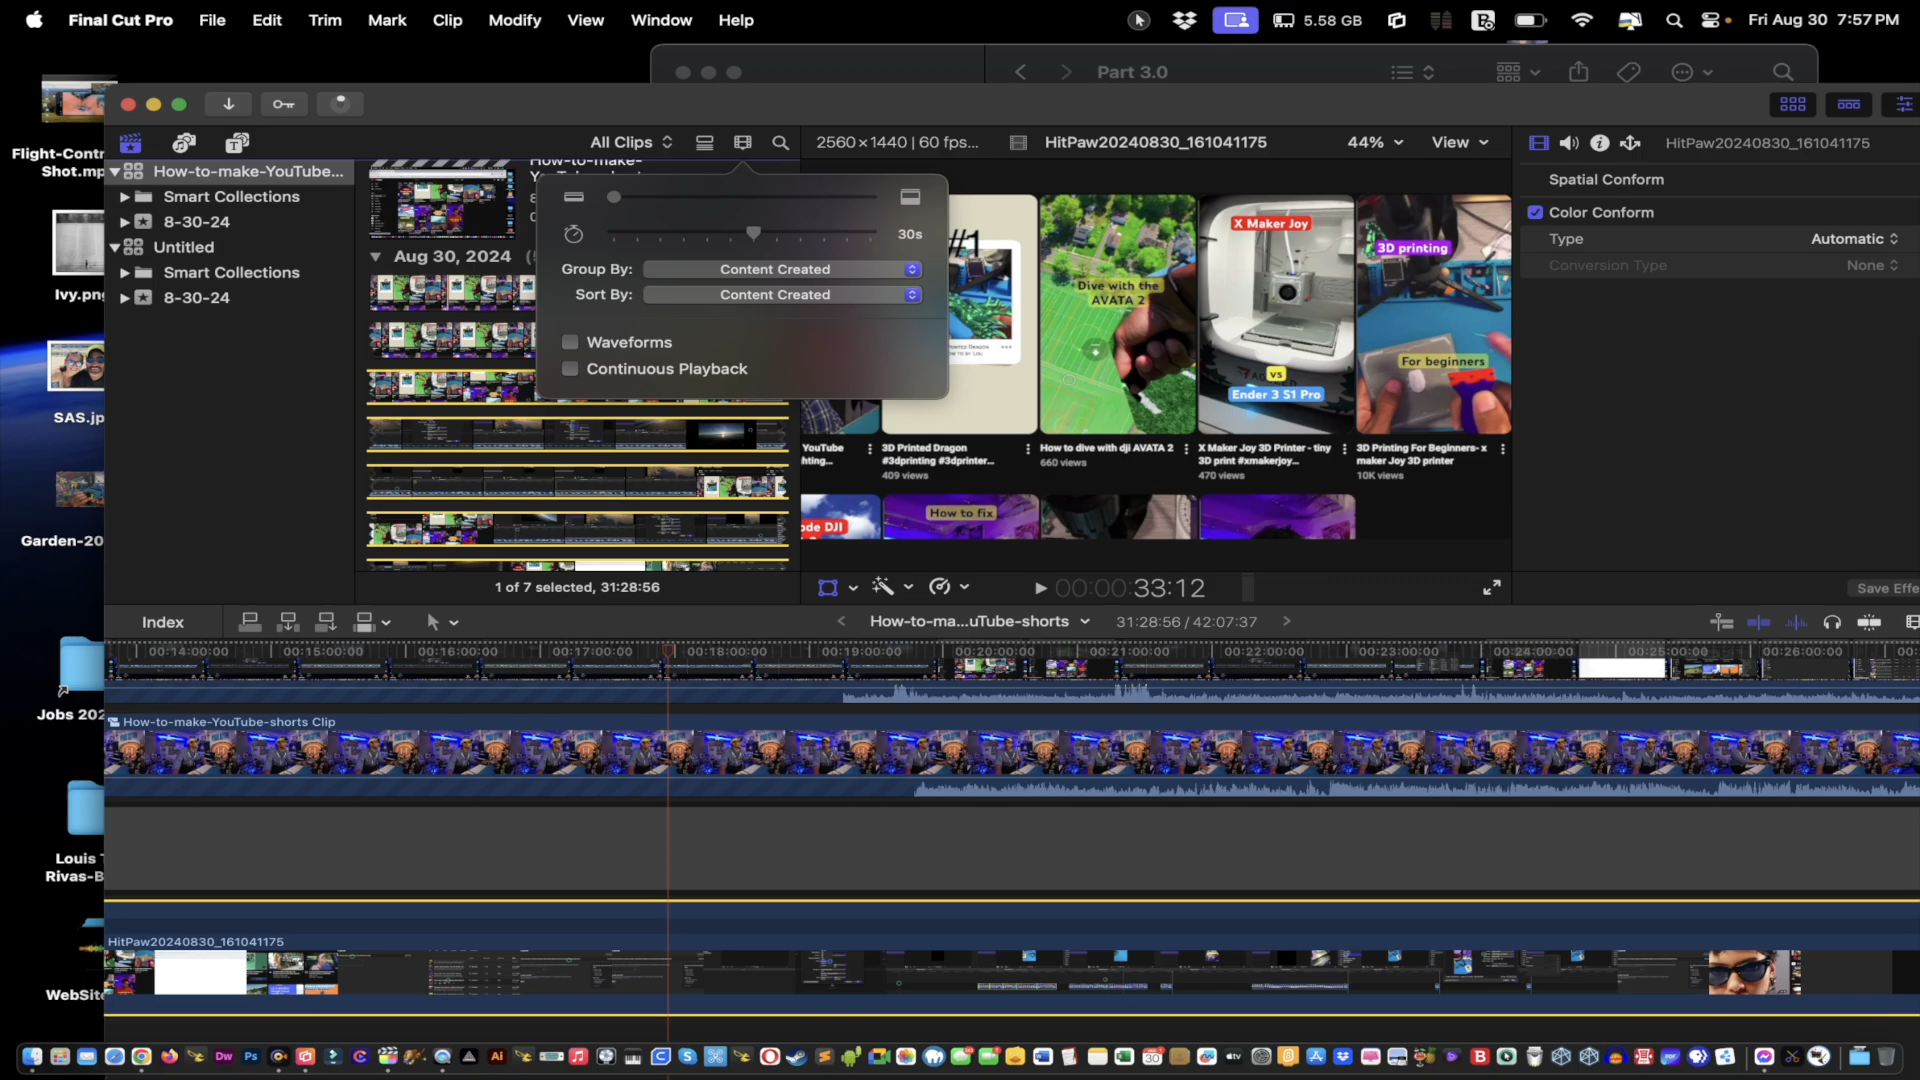 Final Cut Pro File Edit Trim Mark Clip Modify View Window Help
5.58 GB
Fri Aug 30 7:57 PM
Part 3.0
All Clips
2560×1440 | 60 fps...
HitPaw20240830_161041175
44%
View
HitPaw20240830_161041175
Flight-Contr
Shot.mp
Ivy.png
SAS.jp
Garden-20
Jobs 202
Louis
Rivas-B
WebSite
How-to-make-YouTube...
Smart Collections
8-30-24
Untitled
Smart Collections
8-30-24
How-to-make-
Aug 30, 2024
30s
Group By: Content Created
Sort By: Content Created
Waveforms
Continuous Playback
1 of 7 selected, 31:28:56
#1
Dive with the
AVATA 2
X Maker Joy
vs
Ender 3 S1 Pro
3D printing
For beginners
YouTube
hting...
3D Printed Dragon
#3dprinting #3dprinter...
409 views
How to dive with dji AVATA 2
660 views
X Maker Joy 3D Printer - tiny
3D print #xmakerjoy...
470 views
3D Printing For Beginners- x
maker Joy 3D printer
10K views
ode DJI
How to fix
00:00:33:12
Spatial Conform
Color Conform
Type
Automatic
Conversion Type
None
Save Effe
Index
How-to-ma...uTube-shorts
31:28:56 / 42:07:37
00:14:00:00
00:15:00:00
00:16:00:00
00:17:00:00
00:18:00:00
00:19:00:00
00:20:00:00
00:21:00:00
00:22:00:00
00:23:00:00
00:24:00:00
00:25:00:00
00:26:00:00
How-to-make-YouTube-shorts Clip
HitPaw20240830_161041175
Dw
Ps
Ai
30
tv